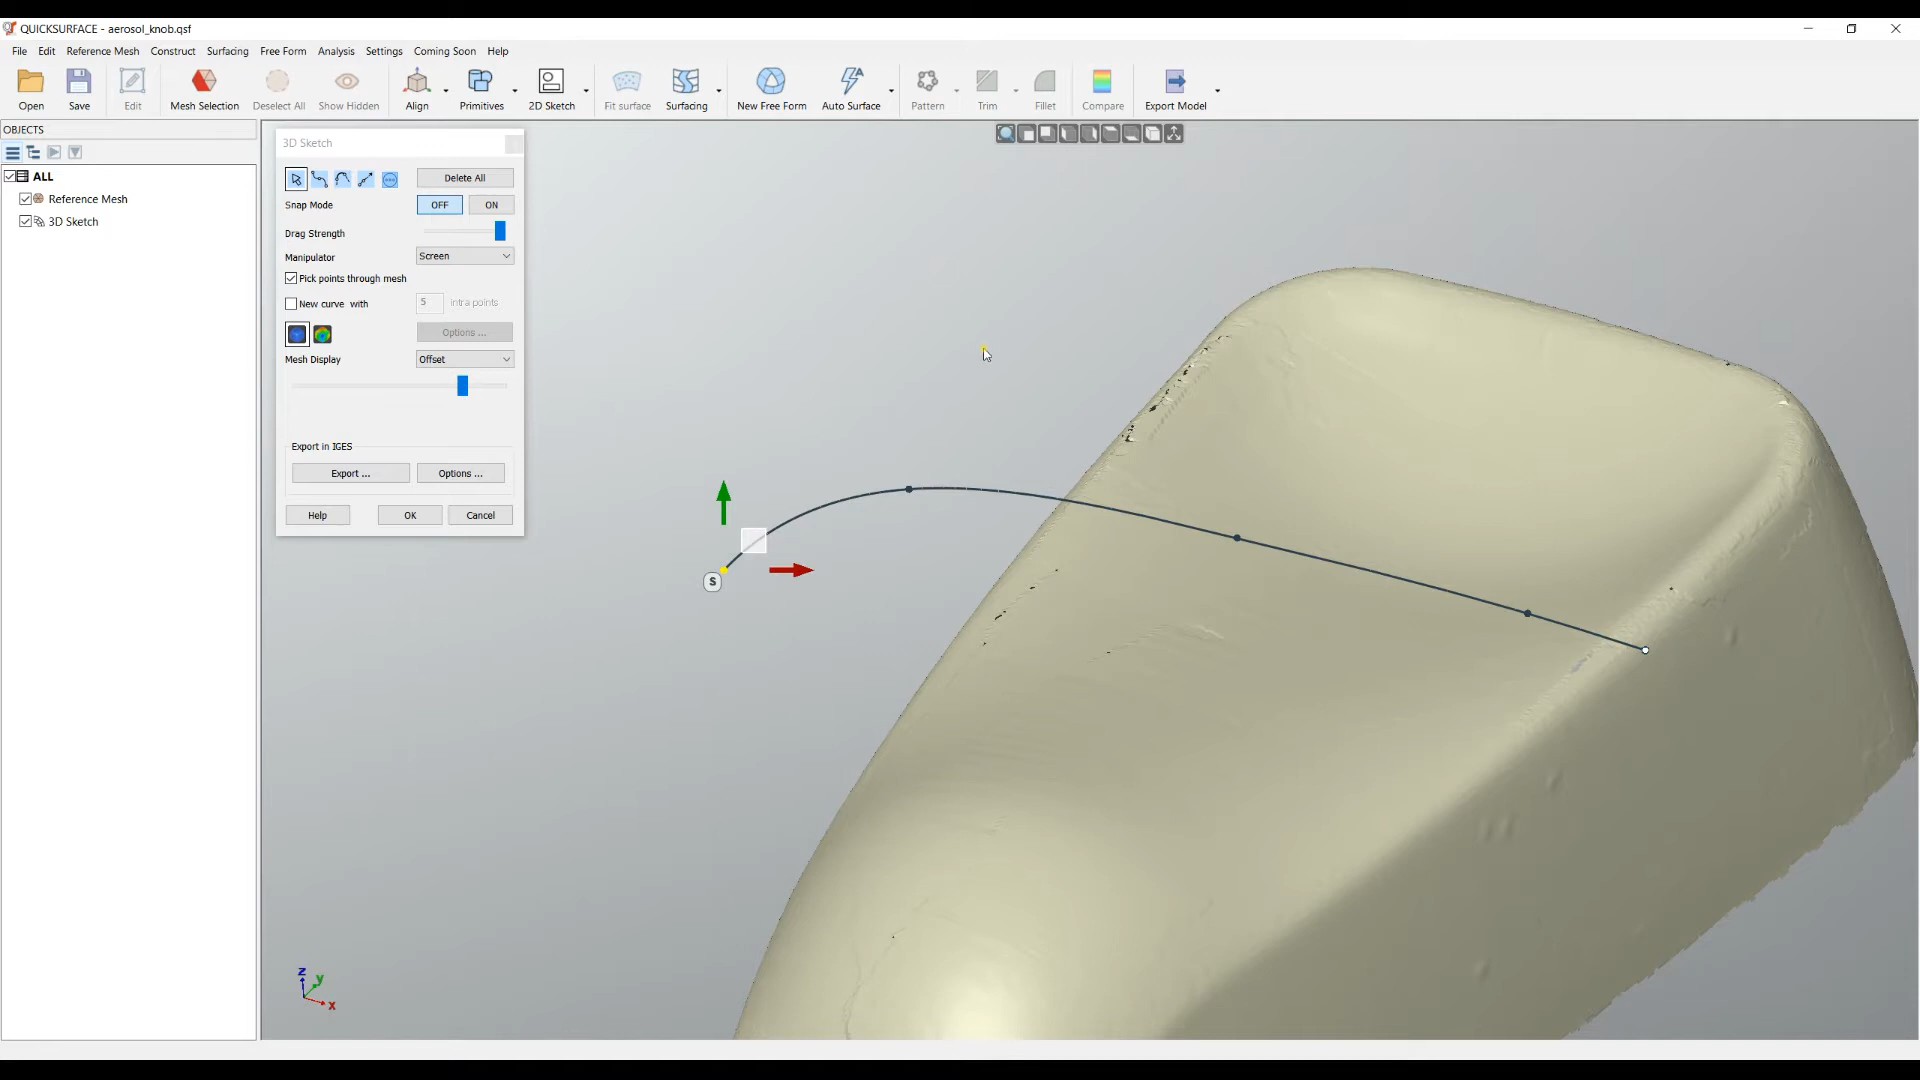 QUICKSURFACE - aerosol_knob.qsf
File Edit Reference Mesh Construct Surfacing Free Form Analysis Settings Coming Soon Help
Open Save Edit Mesh Selection Deselect All Show Hidden Align Primitives 2D Sketch Fit surface Surfacing New Free Form Auto Surface Pattern Trim Fillet Compare Export Model
OBJECTS
ALL
Reference Mesh
3D Sketch
3D Sketch
Delete All
Snap Mode OFF ON
Drag Strength
Manipulator Screen
Pick points through mesh
New curve with 5 intra points
Options ...
Mesh Display Offset
Export in IGES
Export ... Options ...
Help OK Cancel
S
z
y
x